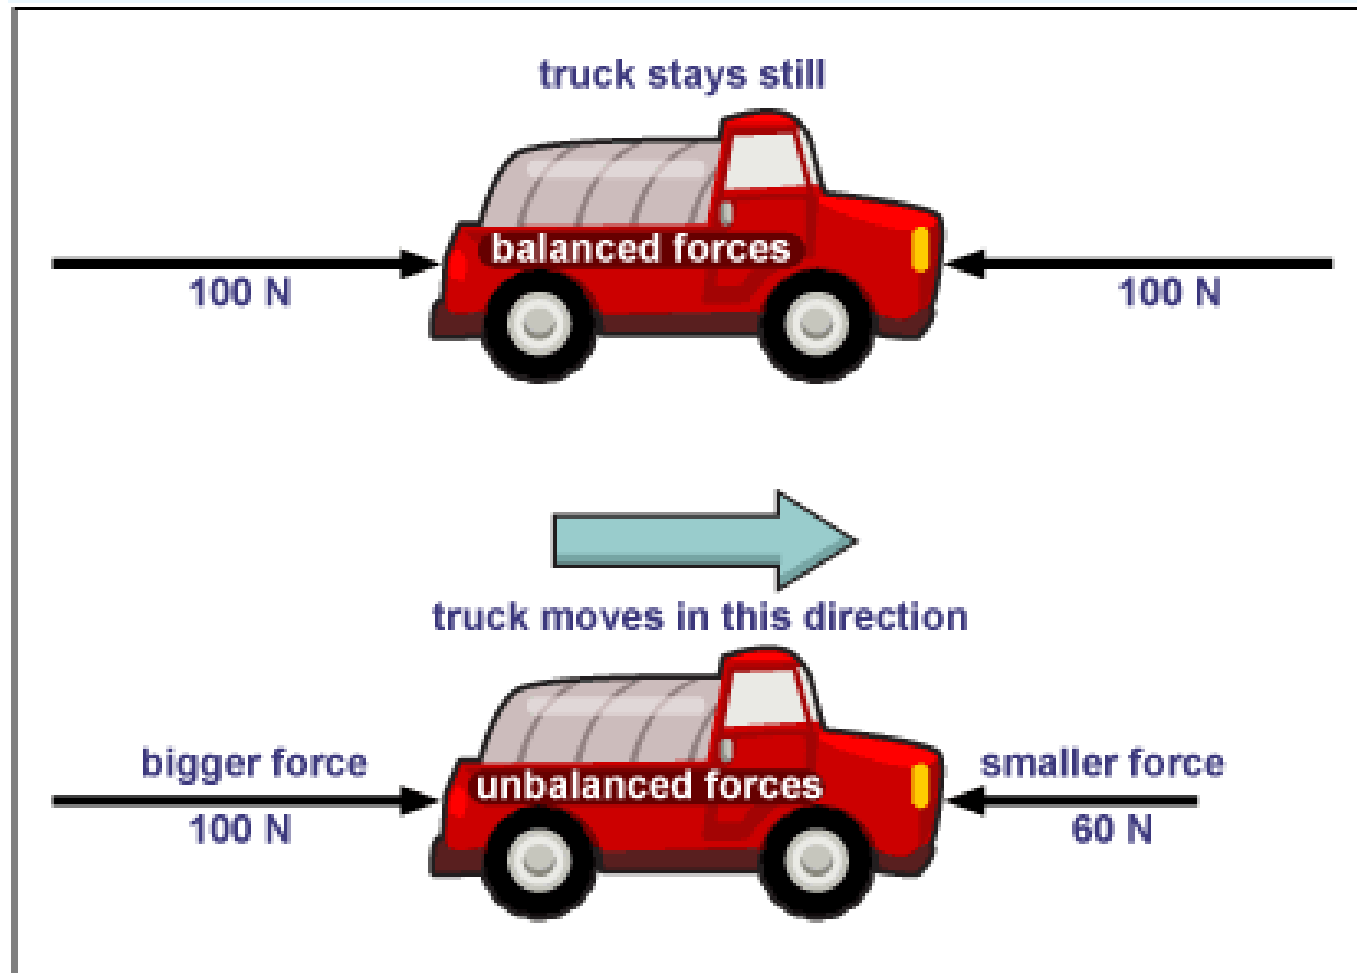 truck stays still
balanced forces
100 N
100 N
truck moves in this direction
bigger force
smaller force
unbalanced forces
100 N
60 N